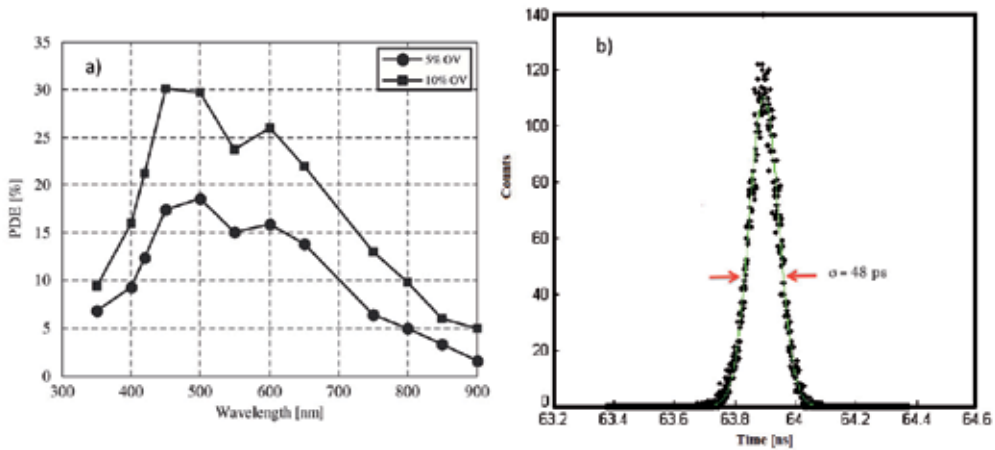 a)
5% OV
10% OV
35
30
25
20
15
10
5
0
PDE [%]
300 400 500 600 700 800 900
Wavelength [nm]
b)
140
120
100
80
60
40
20
0
Counts
σ = 48 ps
63.2 63.4 63.6 63.8 64 64.2 64.4 64.6
Time [ns]